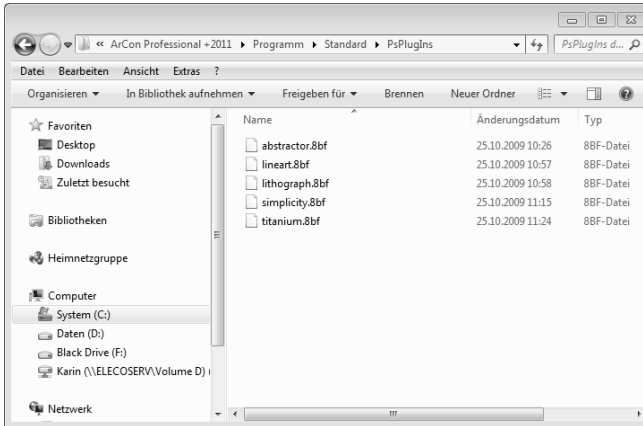 « ArCon Professional +2011 ▸ Programm ▸ Standard ▸ PsPlugIns
PsPlugIns d...
Datei Bearbeiten Ansicht Extras ?
Organisieren ▾ In Bibliothek aufnehmen ▾ Freigeben für ▾ Brennen Neuer Ordner
Favoriten
Desktop
Downloads
Zuletzt besucht
Bibliotheken
Heimnetzgruppe
Computer
System (C:)
Daten (D:)
Black Drive (F:)
Karin (\\ELECOSERV\Volume D) (
Netzwerk
Name Änderungsdatum Typ
abstractor.8bf 25.10.2009 10:26 8BF-Datei
lineart.8bf 25.10.2009 10:57 8BF-Datei
lithograph.8bf 25.10.2009 10:58 8BF-Datei
simplicity.8bf 25.10.2009 11:15 8BF-Datei
titanium.8bf 25.10.2009 11:24 8BF-Datei